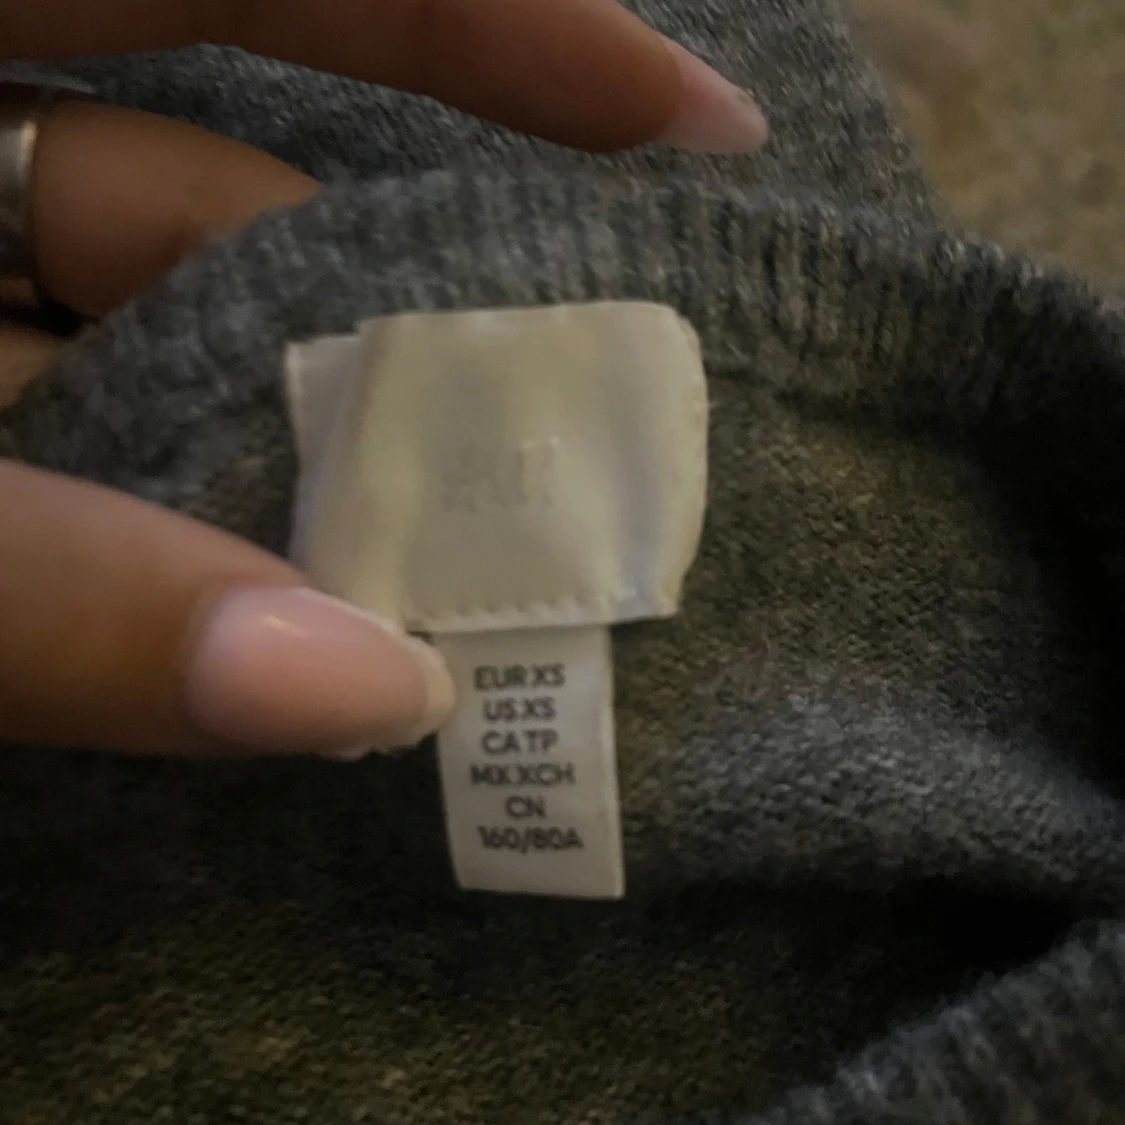 EUR XS
US XS
CA TP
MX XCH
CN
160/80A